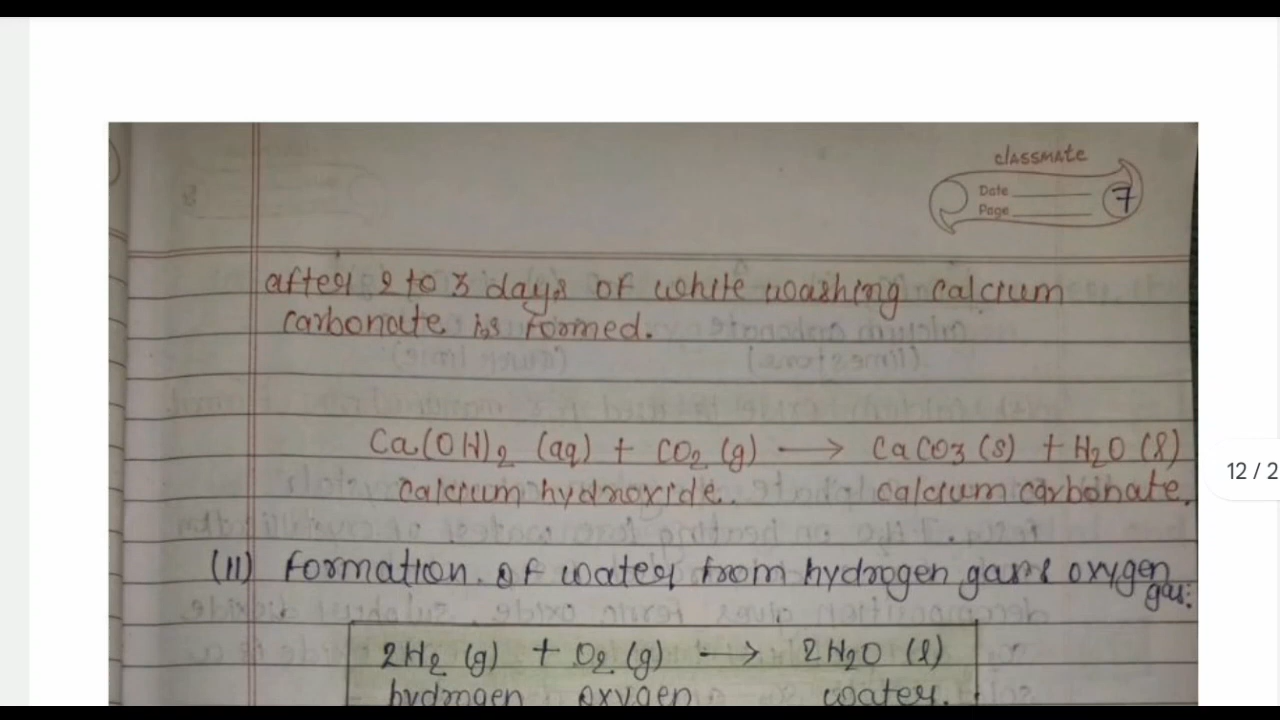 classmate
Date
Page
7
after 2 to 3 days of white washing calcium
carbonate is formed.
Ca(OH)2 (aq) + CO2 (g) → CaCO3 (s) + H2O (l)
calcium hydroxide. calcium carbonate.
12 / 2
(II) formation of water from hydrogen gas & oxygen
gas:
2H2 (g) + O2 (g) → 2H2O (l)
hydrogen oxygen water.